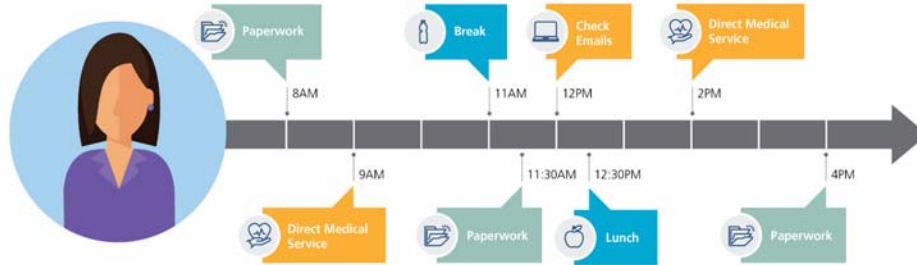 Paperwork
Break
Check
Emails
Direct Medical
Service
8AM
11AM
12PM
2PM
9AM
11:30AM
12:30PM
4PM
Direct Medical
Service
Paperwork
Lunch
Paperwork